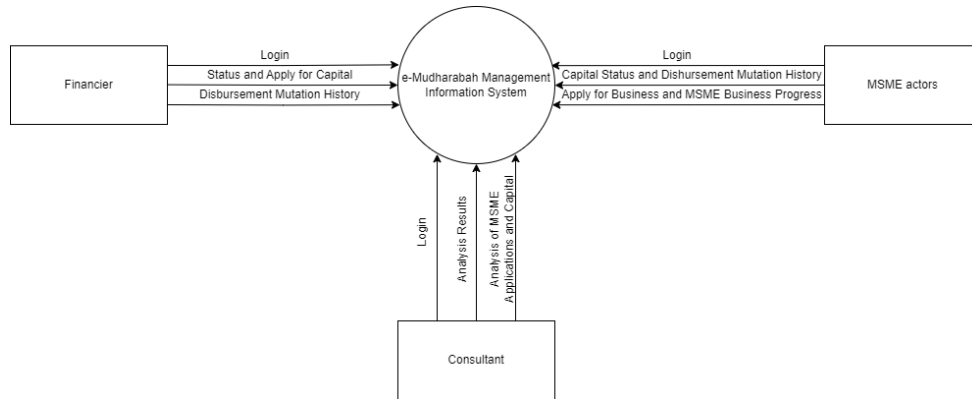 Login
Status and Apply for Capital
Disbursement Mutation History
Financier
e-Mudharabah Management
Information System
Login
Capital Status and Dishursement Mutation History
Apply for Business and MSME Business Progress
MSME actors
Login
Analysis Results
Analysis of MSME
Applications and Capital
Consultant